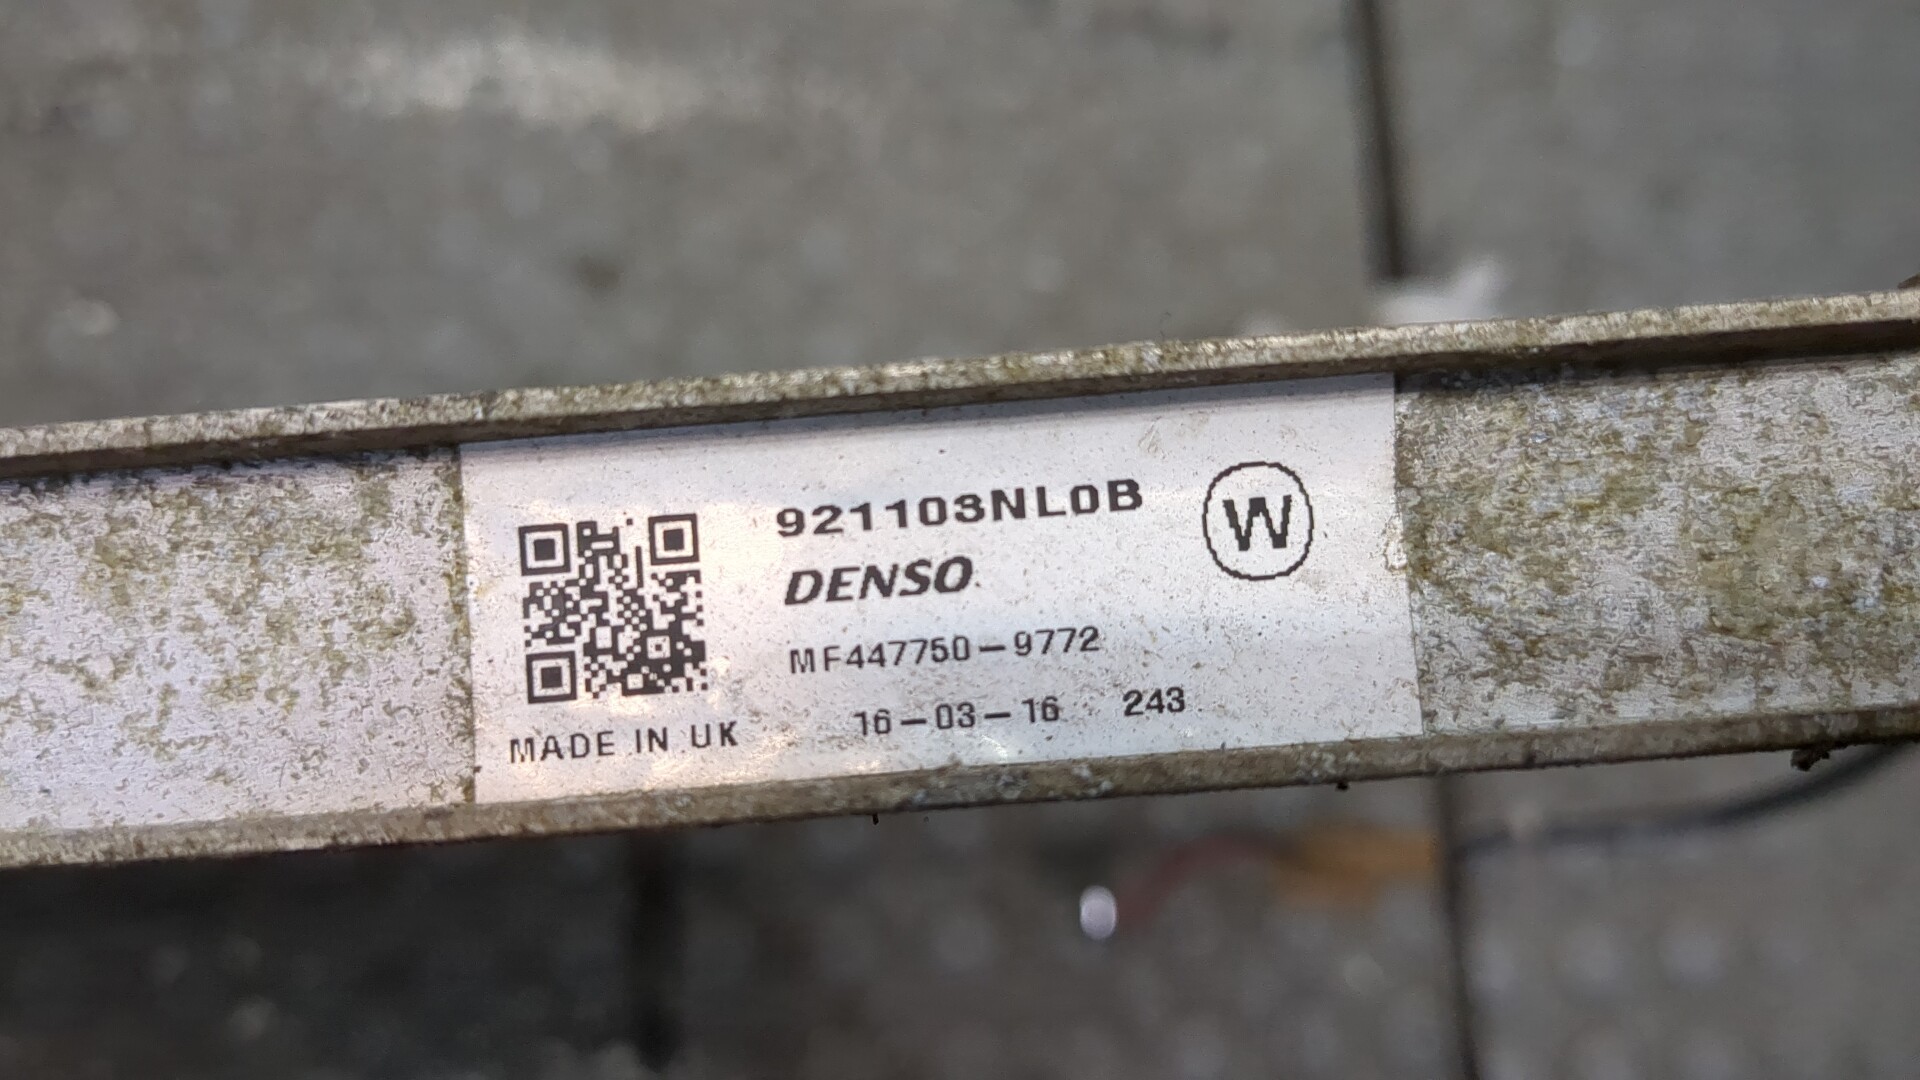 921103NL0B
W
DENSO
MF447750-9772
16-03-16 243
MADE IN UK